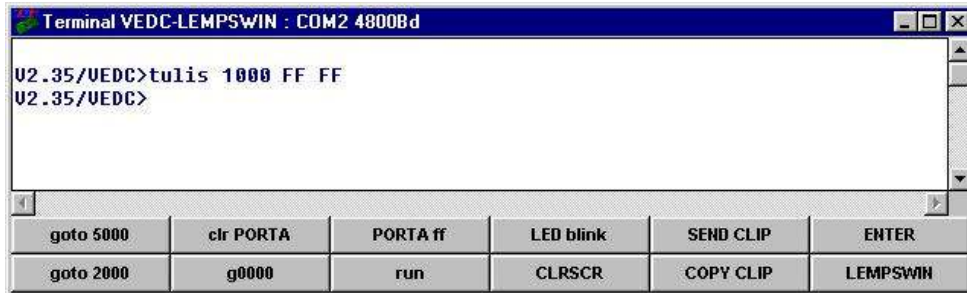 Terminal VEDC-LEMPSWIN : COM2 4800Bd
V2.35/VEDC>tulis 1000 FF FF
V2.35/VEDC>
goto 5000 clr PORTA PORTA ff LED blink SEND CLIP ENTER
goto 2000 g0000 run CLRSCR COPY CLIP LEMPSWIN